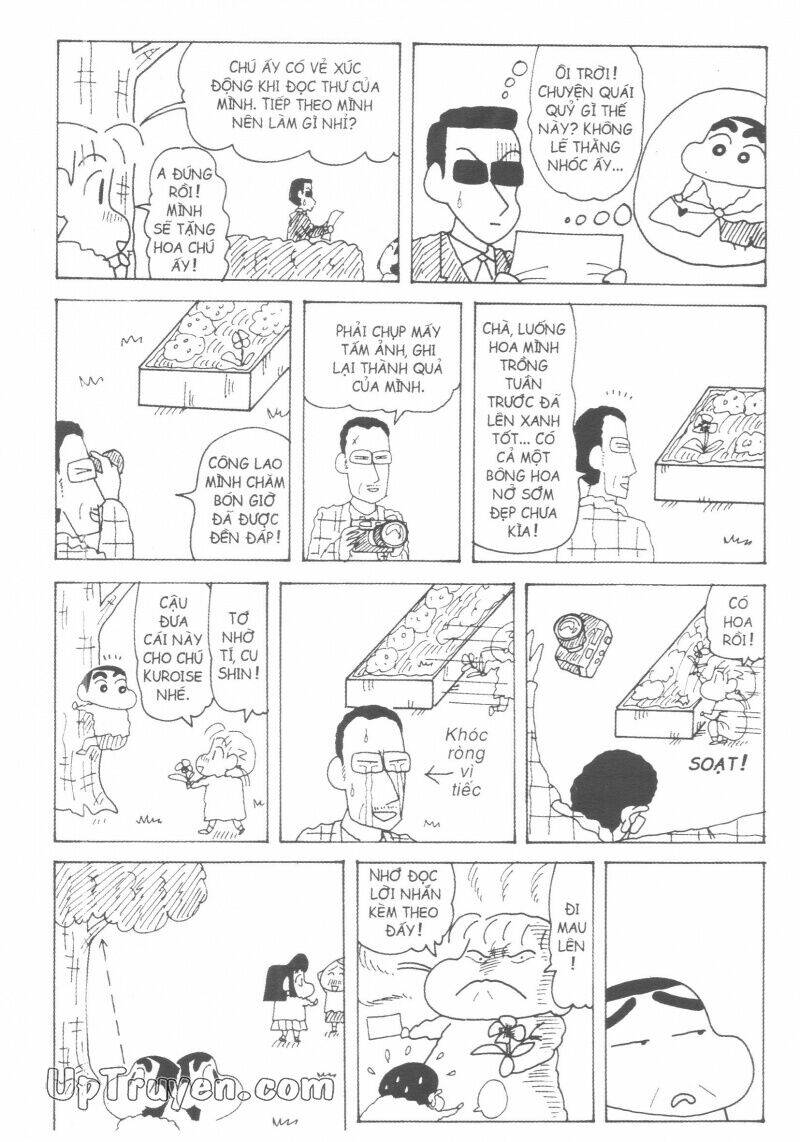 ÔI TRỜI!
CHUYỆN QUÁI
QUỶ GÌ THẾ
NÀY? KHÔNG
LẼ THẰNG
NHÓC ẤY...
CHÚ ẤY CÓ VẺ XÚC
ĐỘNG KHI ĐỌC THƯ CỦA
MÌNH. TIẾP THEO MÌNH
NÊN LÀM GÌ NHỈ?
A ĐÚNG
RỒI!
MÌNH
SẼ TẶNG
HOA CHÚ
ẤY!
CHÀ, LUỐNG
HOA MÌNH
TRỒNG
TUẦN
TRƯỚC ĐÃ
LÊN XANH
TỐT... CÓ
CẢ MỘT
BÔNG HOA
NỞ SỚM
ĐẸP CHƯA
KÌA!
PHẢI CHỤP MẤY
TẤM ẢNH, GHI
LẠI THÀNH QUẢ
CỦA MÌNH.
CÔNG LAO
MÌNH CHĂM
BÓN GIỜ
ĐÃ ĐƯỢC
ĐỀN ĐÁP!
CÓ
HOA
RỒI!
SOẠT!
Khóc
ròng
vì
tiếc
TỚ
NHỜ
TÍ, CU
SHIN!
CẬU
ĐƯA
CÁI NÀY
CHO CHÚ
KUROISE
NHÉ.
ĐI
MAU
LÊN
!
NHỚ ĐỌC
LỜI NHẮN
KÈM THEO
ĐẤY!
UpTruyen.com